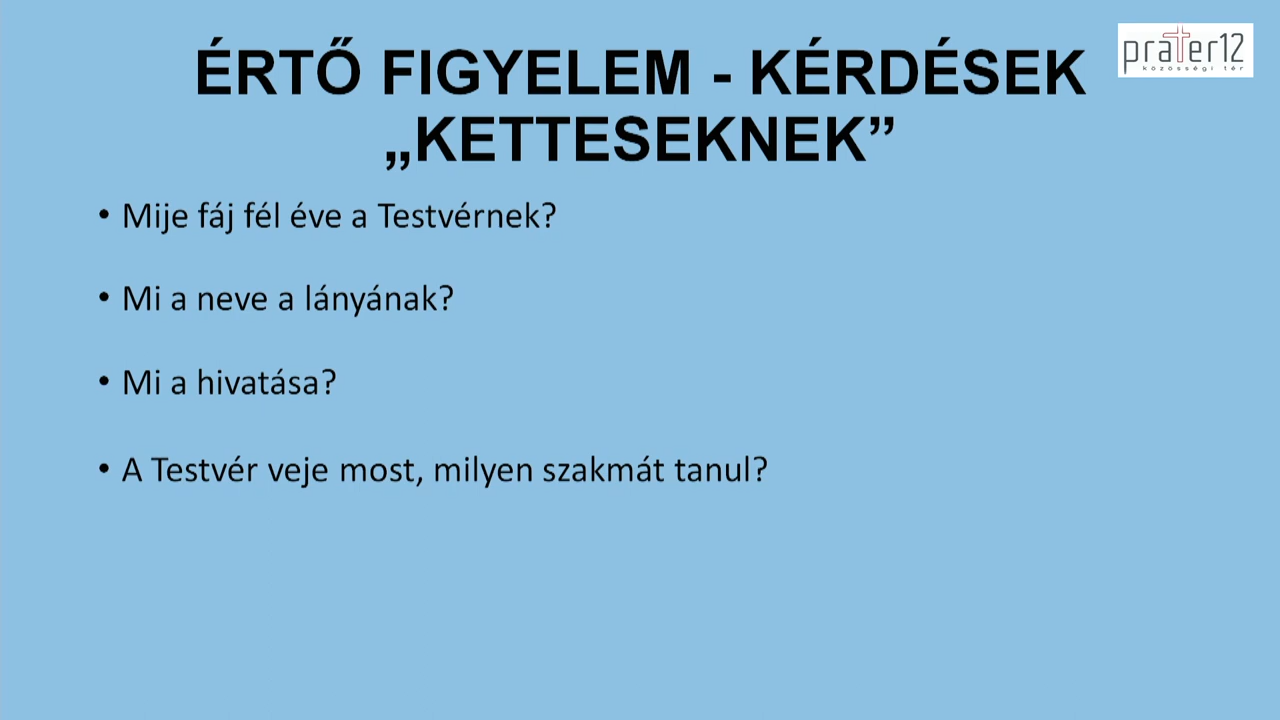 ÉRTŐ FIGYELEM - KÉRDÉSEK
„KETTESEKNEK”
prater12
közösségi tér
• Mije fáj fél éve a Testvérnek?
• Mi a neve a lányának?
• Mi a hivatása?
• A Testvér veje most, milyen szakmát tanul?